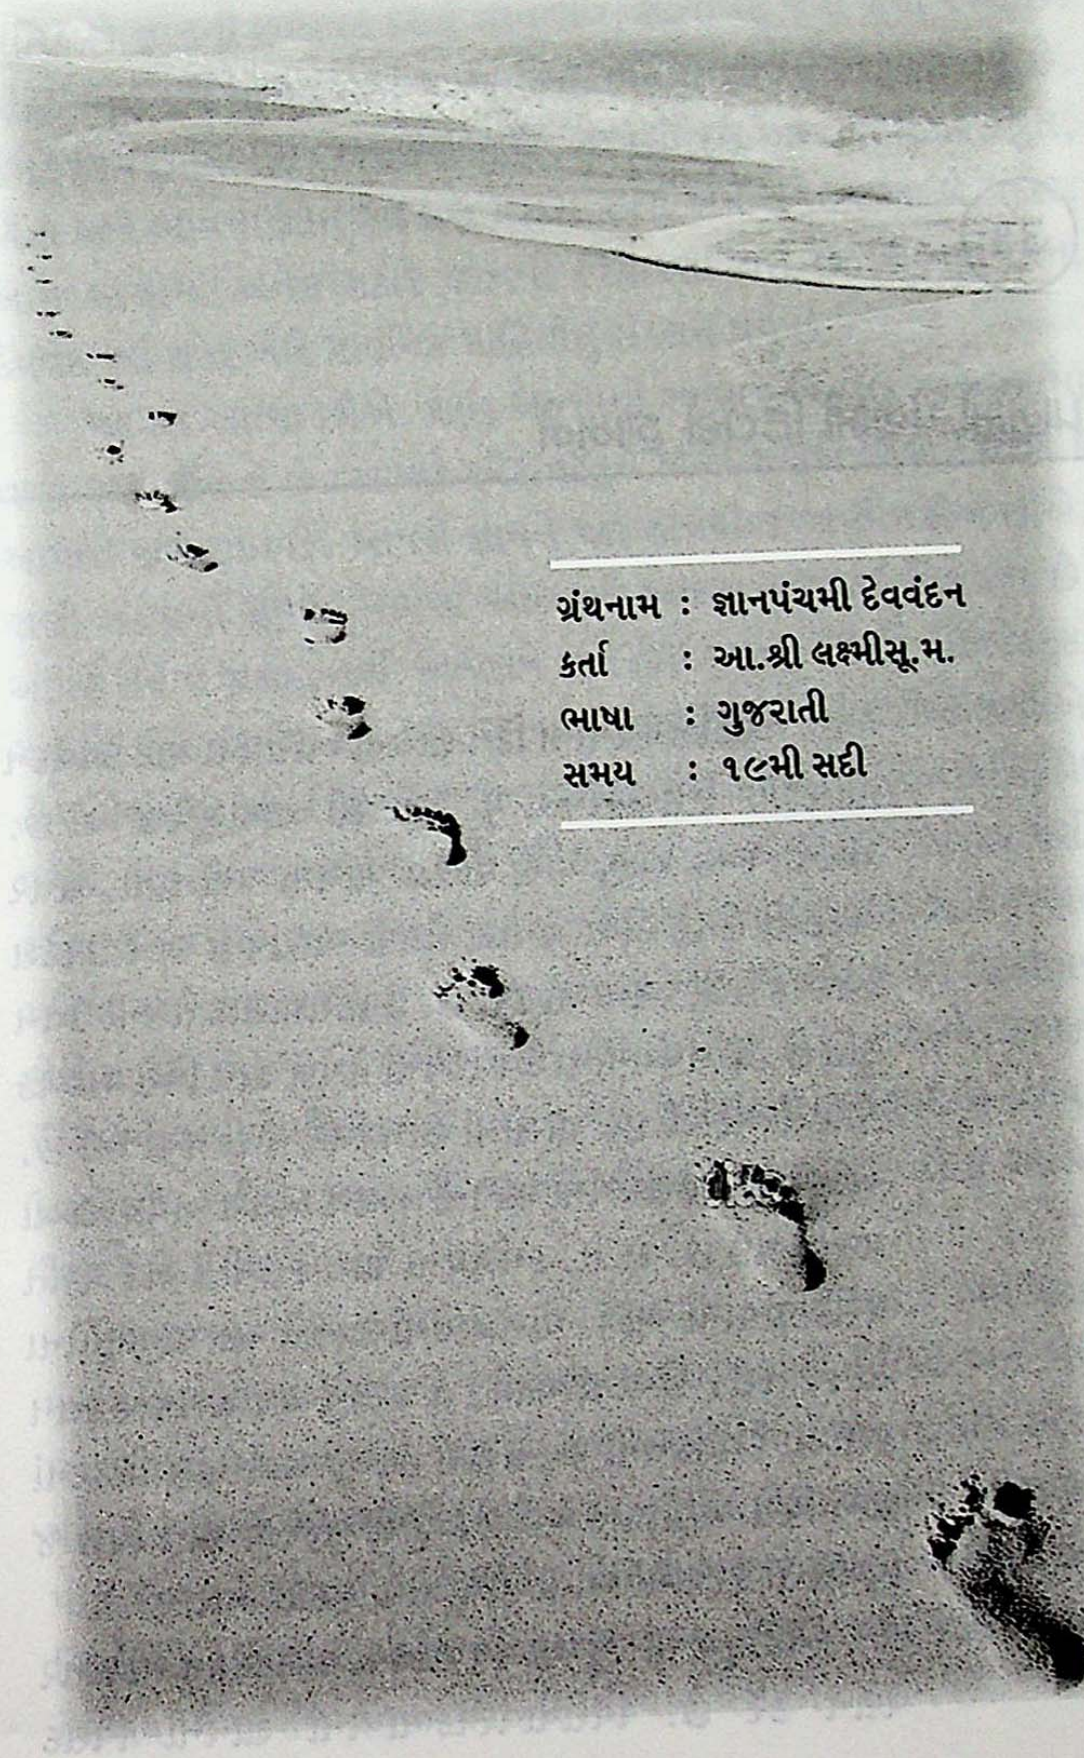 ગ્રંથનામ : જ્ઞાનપંચમી દેવવંદન
કર્તા : આ.શ્રી લક્ષ્મીસૂ.મ.
ભાષા : ગુજરાતી
સમય : ૧૯મી સદી